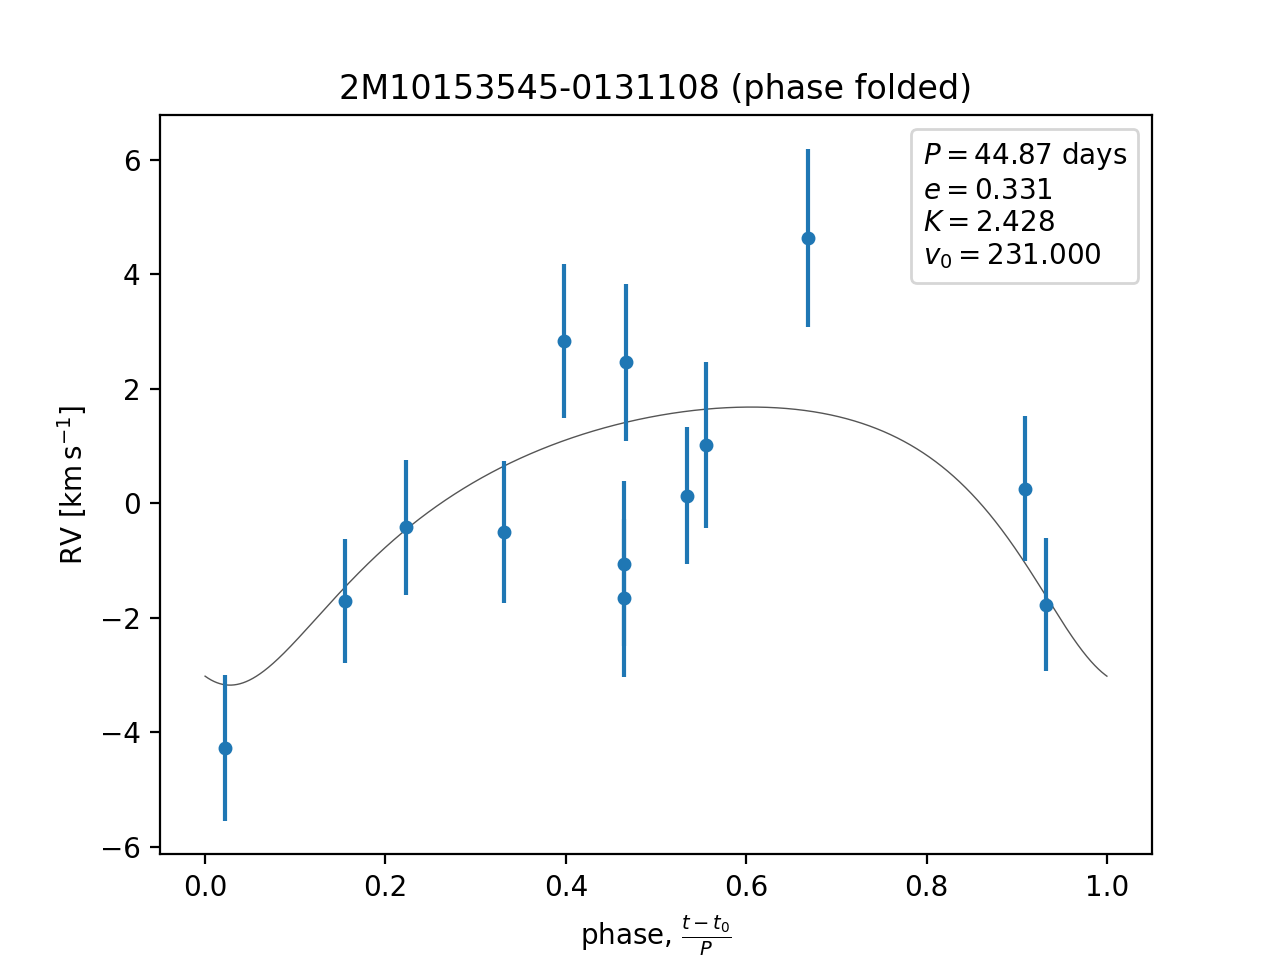 2M10153545-0131108 (phase folded)
P = 44.87 days
e = 0.331
K = 2.428
v₀ = 231.000
6
4
2
0
−2
−4
−6
RV [km s⁻¹]
0.0 0.2 0.4 0.6 0.8 1.0
phase, (t − t₀)/P